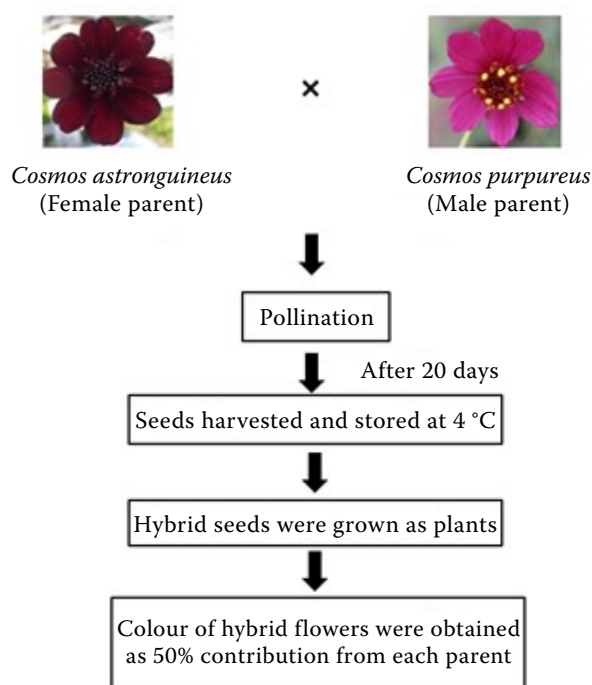 ×
Cosmos astronguineus
(Female parent)
Cosmos purpureus
(Male parent)
Pollination
After 20 days
Seeds harvested and stored at 4 °C
Hybrid seeds were grown as plants
Colour of hybrid flowers were obtained
as 50% contribution from each parent